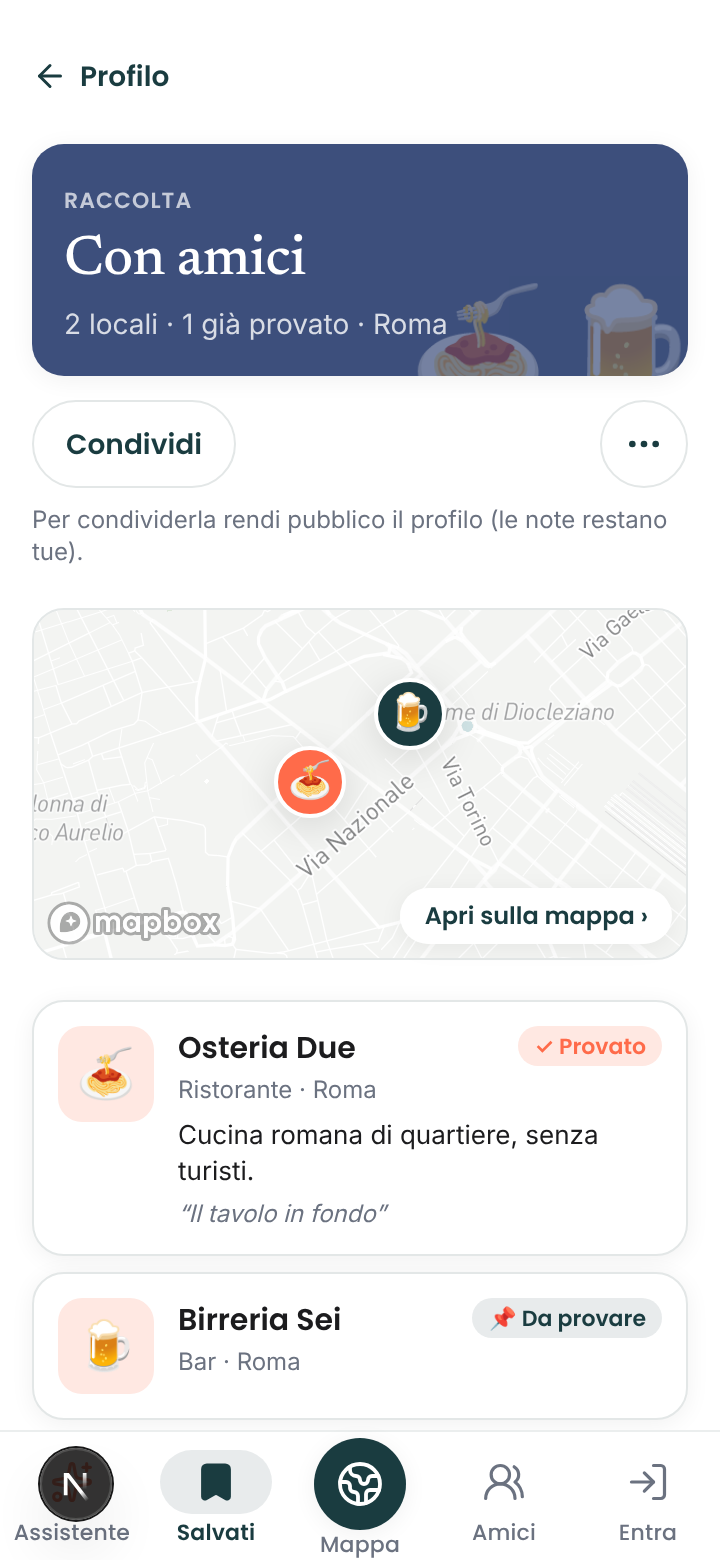 Profilo
RACCOLTA
Con amici
2 locali · 1 già provato · Roma
Condividi
Per condividerla rendi pubblico il profilo (le note restano
tue).
me di Diocleziano
Via Torino
Via Nazionale
lonna di
co Aurelio
mapbox
Apri sulla mappa ›
Osteria Due
✓ Provato
Ristorante · Roma
Cucina romana di quartiere, senza
turisti.
“Il tavolo in fondo”
Birreria Sei
📌 Da provare
Bar · Roma
N
Assistente
Salvati
Mappa
Amici
Entra